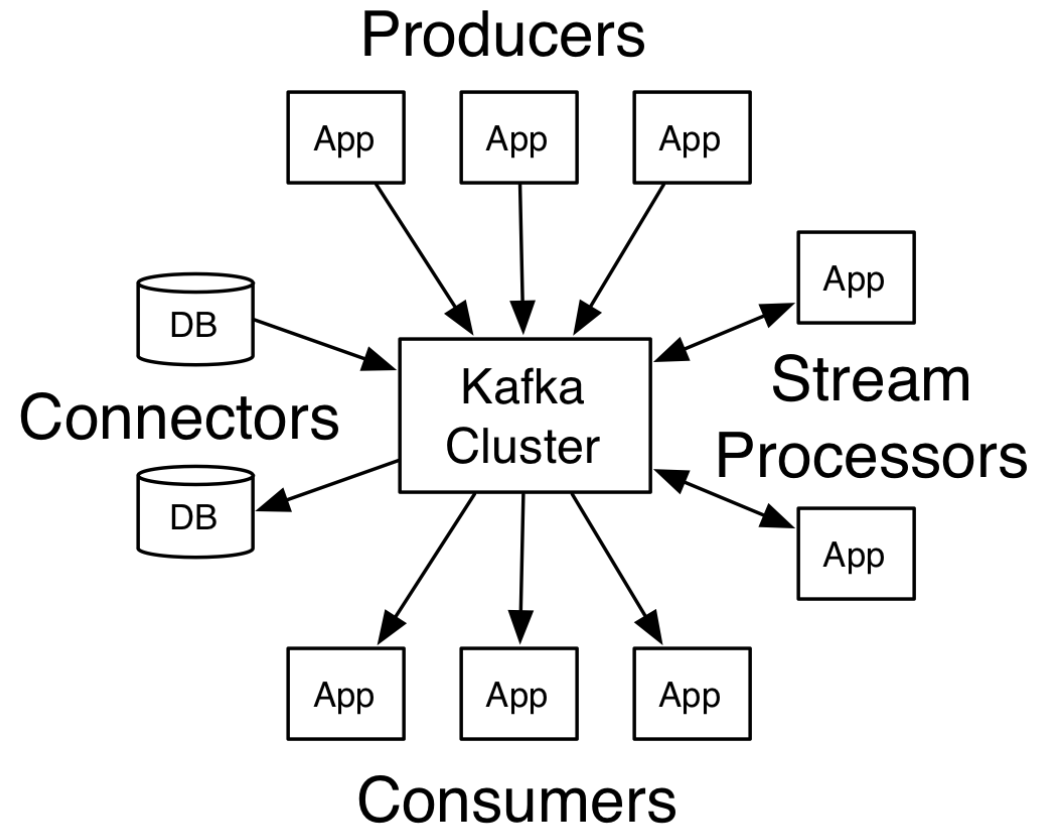 Producers
App
App
App
App
DB
Kafka
Cluster
Stream
Processors
Connectors
DB
App
App
App
App
Consumers